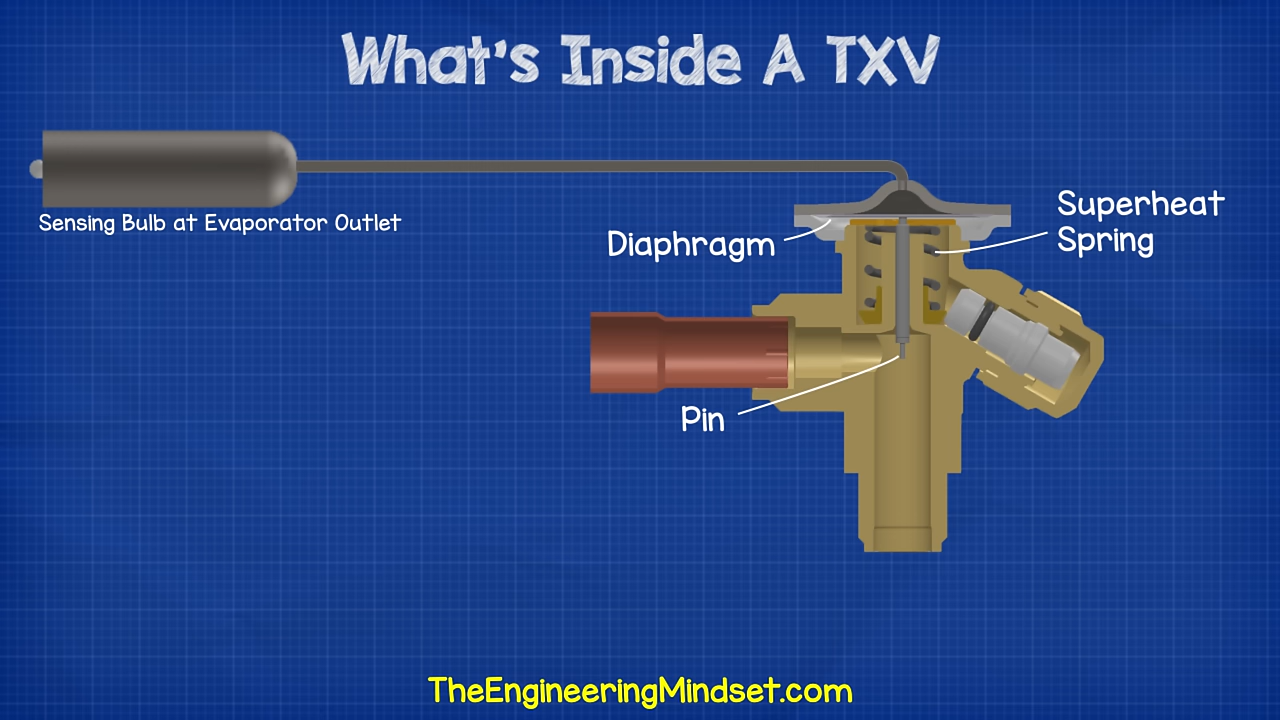 What's Inside A TXV
Sensing Bulb at Evaporator Outlet
Diaphragm
Superheat
Spring
Pin
TheEngineeringMindset.com